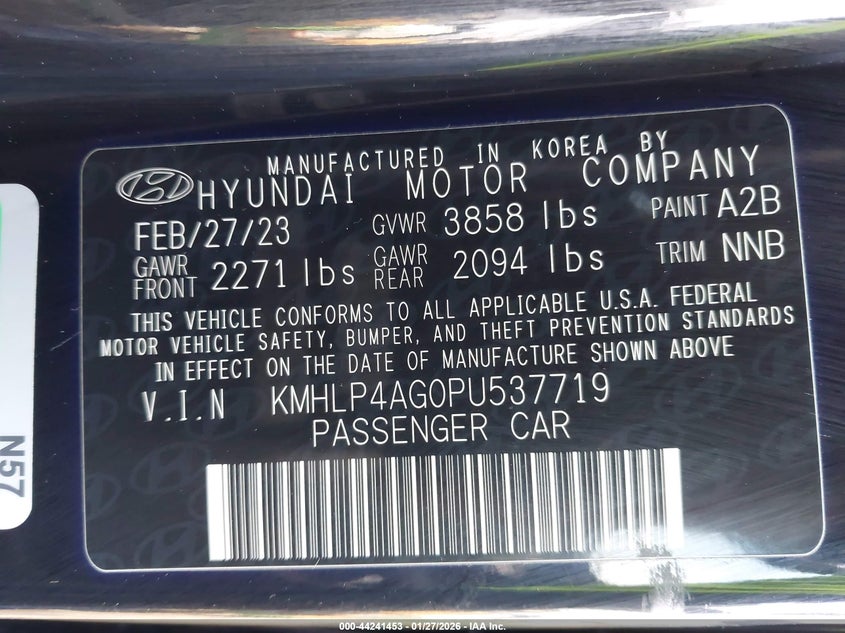 MANUFACTURED IN KOREA BY
HYUNDAI MOTOR COMPANY
FEB/27/23 GVWR 3858 lbs PAINT A2B
GAWR FRONT 2271 lbs GAWR REAR 2094 lbs TRIM NNB
THIS VEHICLE CONFORMS TO ALL APPLICABLE U.S.A. FEDERAL
MOTOR VEHICLE SAFETY, BUMPER, AND THEFT PREVENTION STANDARDS
IN EFFECT ON THE DATE OF MANUFACTURE SHOWN ABOVE
V.I.N KMHLP4AG0PU537719
PASSENGER CAR
N57
000-44241453 - 01/27/2026 - IAA Inc.